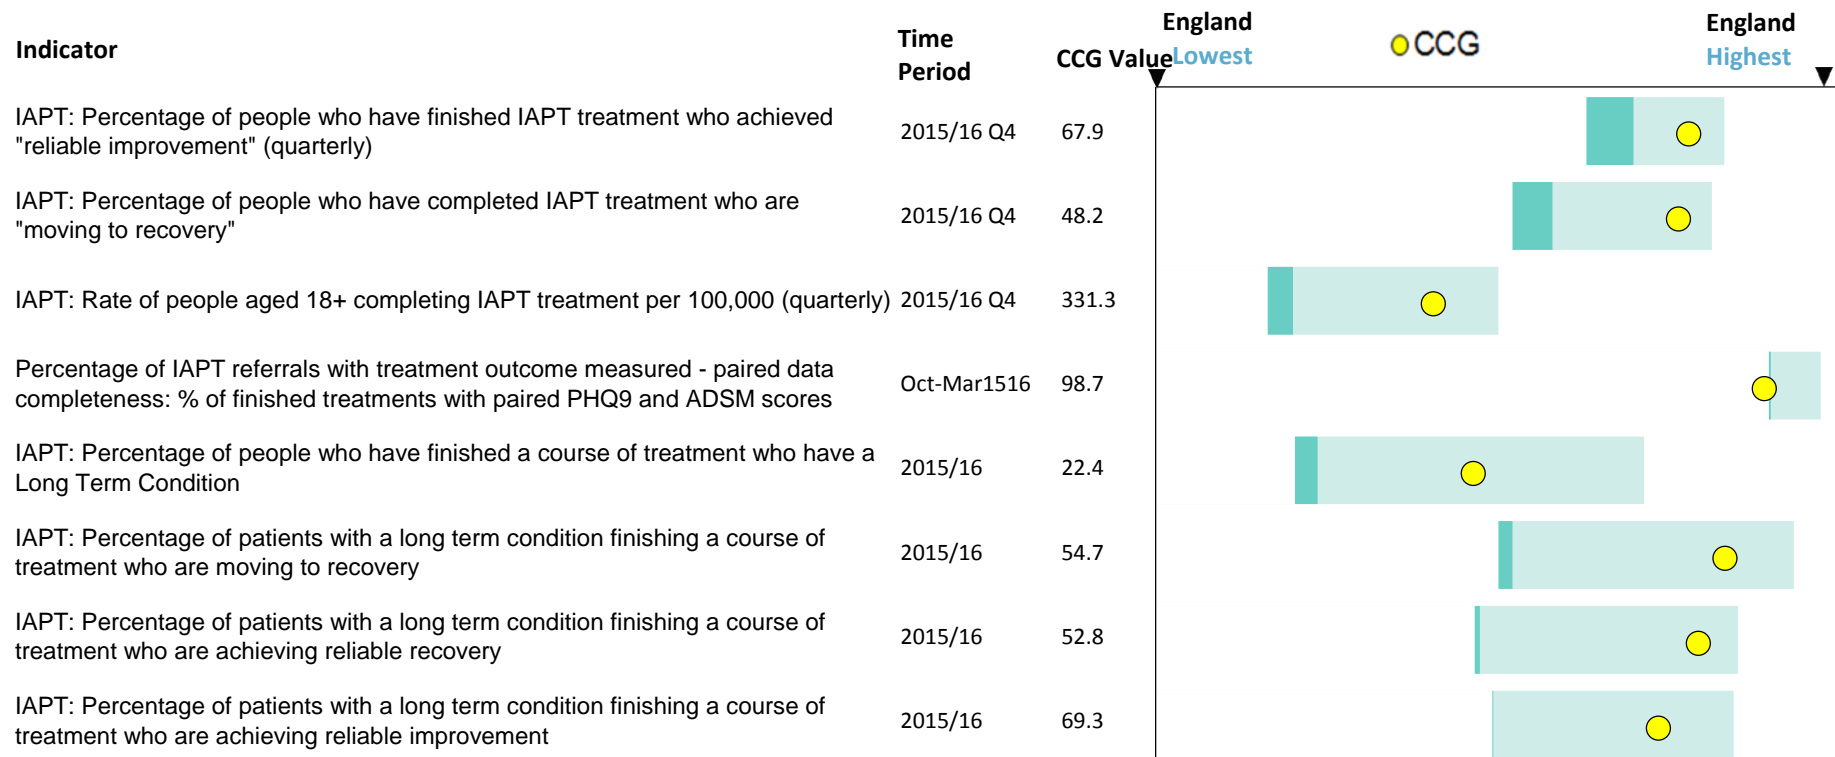 Indicator
Time
Period
CCG Value
England
Lowest
CCG
England
Highest
IAPT: Percentage of people who have finished IAPT treatment who achieved
"reliable improvement" (quarterly)
2015/16 Q4
67.9
IAPT: Percentage of people who have completed IAPT treatment who are
"moving to recovery"
2015/16 Q4
48.2
IAPT: Rate of people aged 18+ completing IAPT treatment per 100,000 (quarterly)
2015/16 Q4
331.3
Percentage of IAPT referrals with treatment outcome measured - paired data
completeness: % of finished treatments with paired PHQ9 and ADSM scores
Oct-Mar1516
98.7
IAPT: Percentage of people who have finished a course of treatment who have a
Long Term Condition
2015/16
22.4
IAPT: Percentage of patients with a long term condition finishing a course of
treatment who are moving to recovery
2015/16
54.7
IAPT: Percentage of patients with a long term condition finishing a course of
treatment who are achieving reliable recovery
2015/16
52.8
IAPT: Percentage of patients with a long term condition finishing a course of
treatment who are achieving reliable improvement
2015/16
69.3